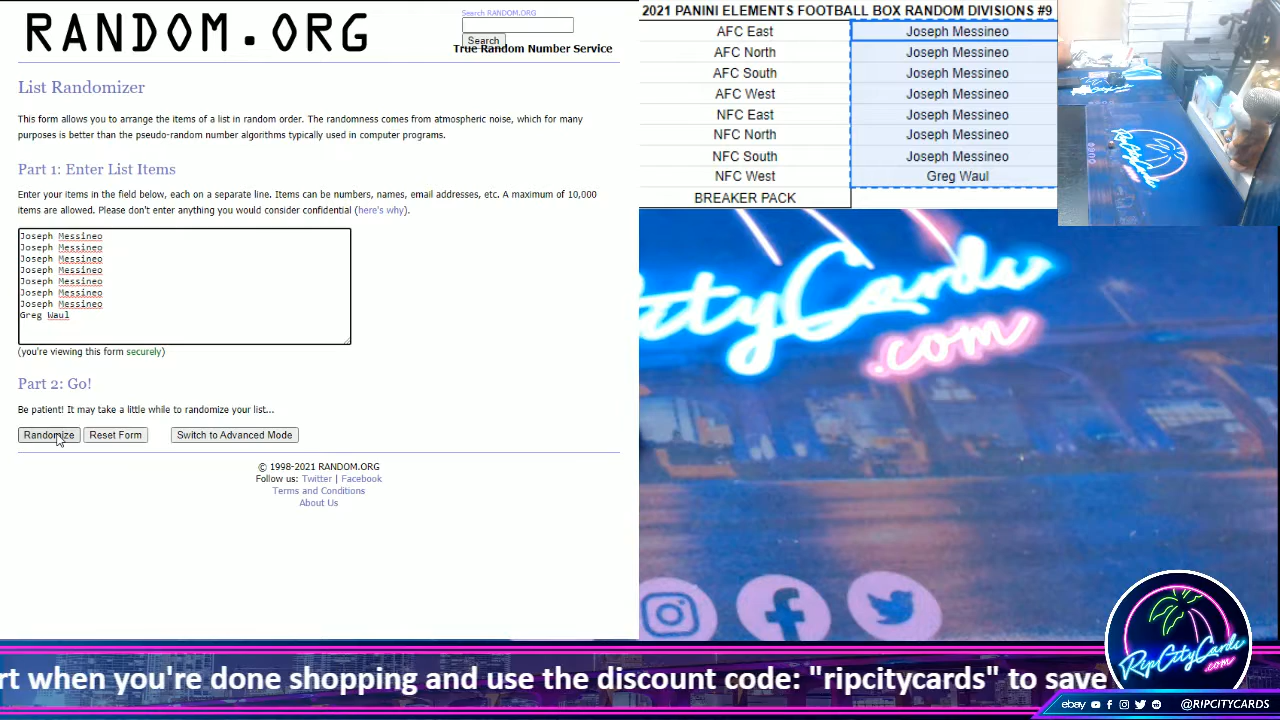 RANDOM.ORG
Search RANDOM.ORG
Search
True Random Number Service
List Randomizer
This form allows you to arrange the items of a list in random order. The randomness comes from atmospheric noise, which for many
purposes is better than the pseudo-random number algorithms typically used in computer programs.
Part 1: Enter List Items
Enter your items in the field below, each on a separate line. Items can be numbers, names, email addresses, etc. A maximum of 10,000
items are allowed. Please don't enter anything you would consider confidential (here's why).
Joseph Messineo
Joseph Messineo
Joseph Messineo
Joseph Messineo
Joseph Messineo
Joseph Messineo
Joseph Messineo
Greg Waul
(you're viewing this form securely)
Part 2: Go!
Be patient! It may take a little while to randomize your list...
Randomize Reset Form Switch to Advanced Mode
© 1998-2021 RANDOM.ORG
Follow us: Twitter | Facebook
Terms and Conditions
About Us
2021 PANINI ELEMENTS FOOTBALL BOX RANDOM DIVISIONS #9
AFC East Joseph Messineo
AFC North Joseph Messineo
AFC South Joseph Messineo
AFC West Joseph Messineo
NFC East Joseph Messineo
NFC North Joseph Messineo
NFC South Joseph Messineo
NFC West Greg Waul
BREAKER PACK
ityCards
.com
RipCityCards
.com
rt when you're done shopping and use the discount code: "ripcitycards" to save
ebay @RIPCITYCARDS